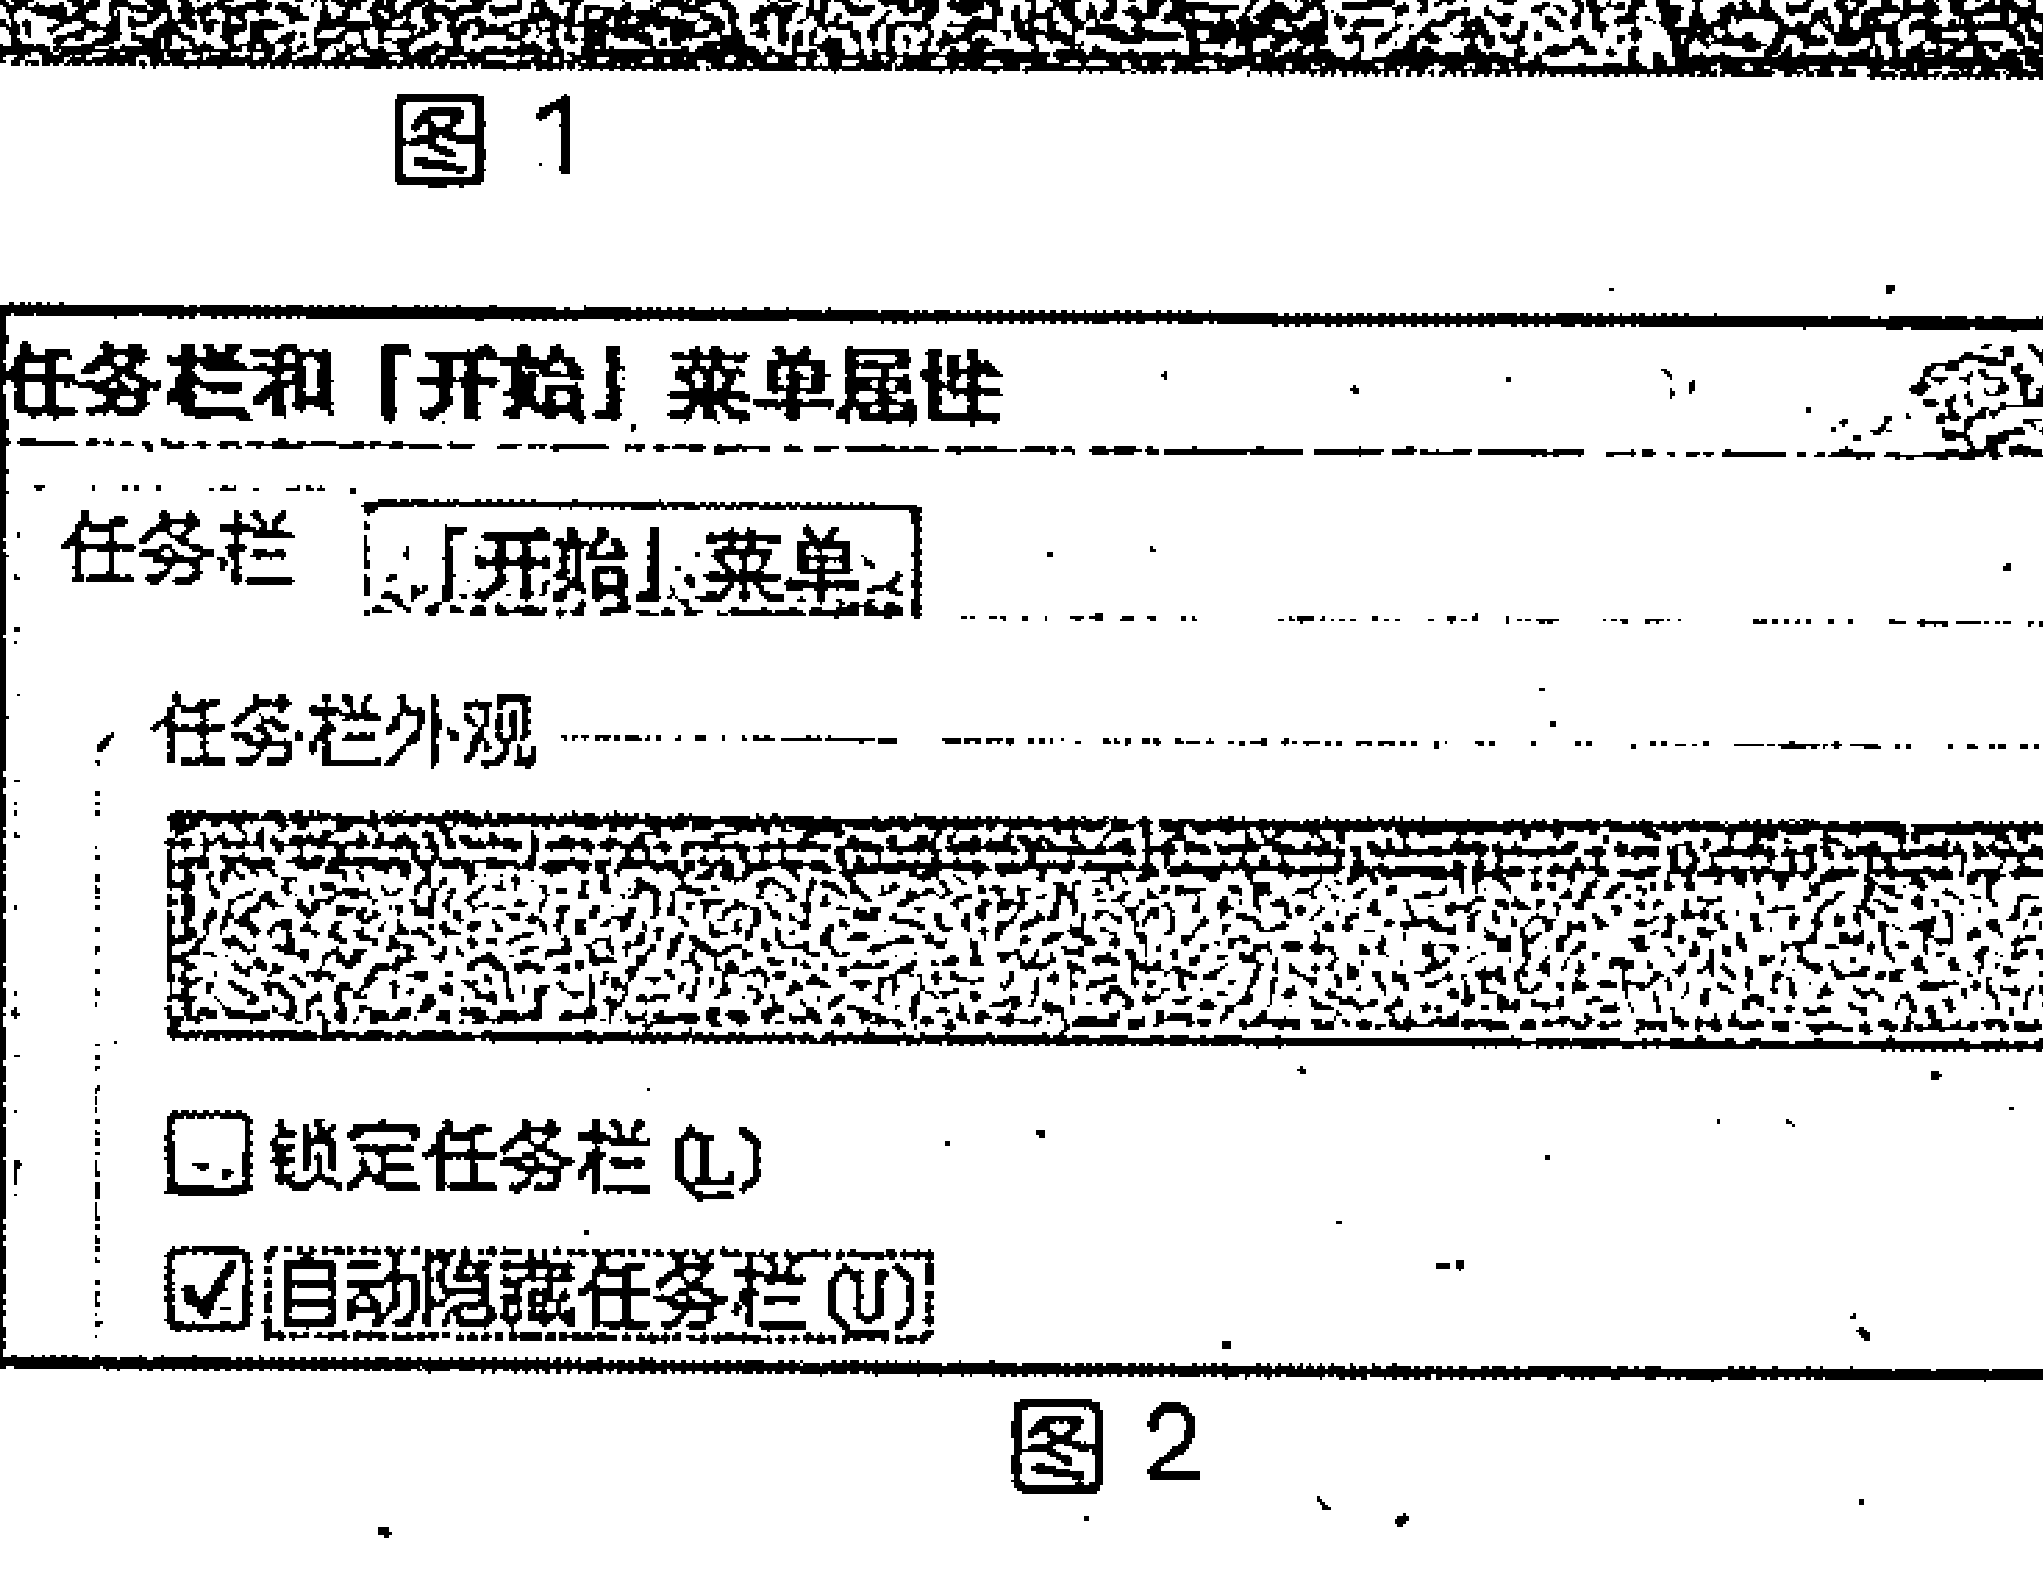 图 1
任务栏和「开始」菜单属性
任务栏 「开始」菜单
任务栏外观
锁定任务栏(L)
自动隐藏任务栏(U)
图 2